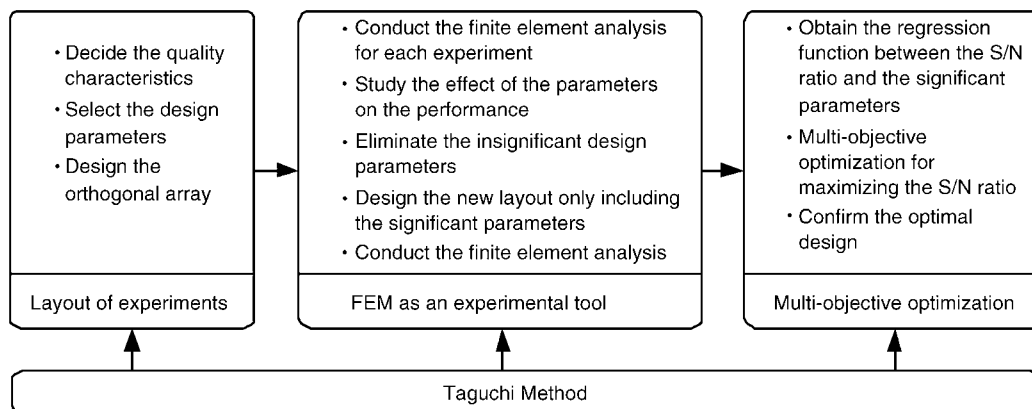 • Decide the quality
characteristics
• Select the design
parameters
• Design the
orthogonal array
Layout of experiments
• Conduct the finite element analysis
for each experiment
• Study the effect of the parameters
on the performance
• Eliminate the insignificant design
parameters
• Design the new layout only including
the significant parameters
• Conduct the finite element analysis
FEM as an experimental tool
• Obtain the regression
function between the S/N
ratio and the significant
parameters
• Multi-objective
optimization for
maximizing the S/N ratio
• Confirm the optimal
design
Multi-objective optimization
Taguchi Method